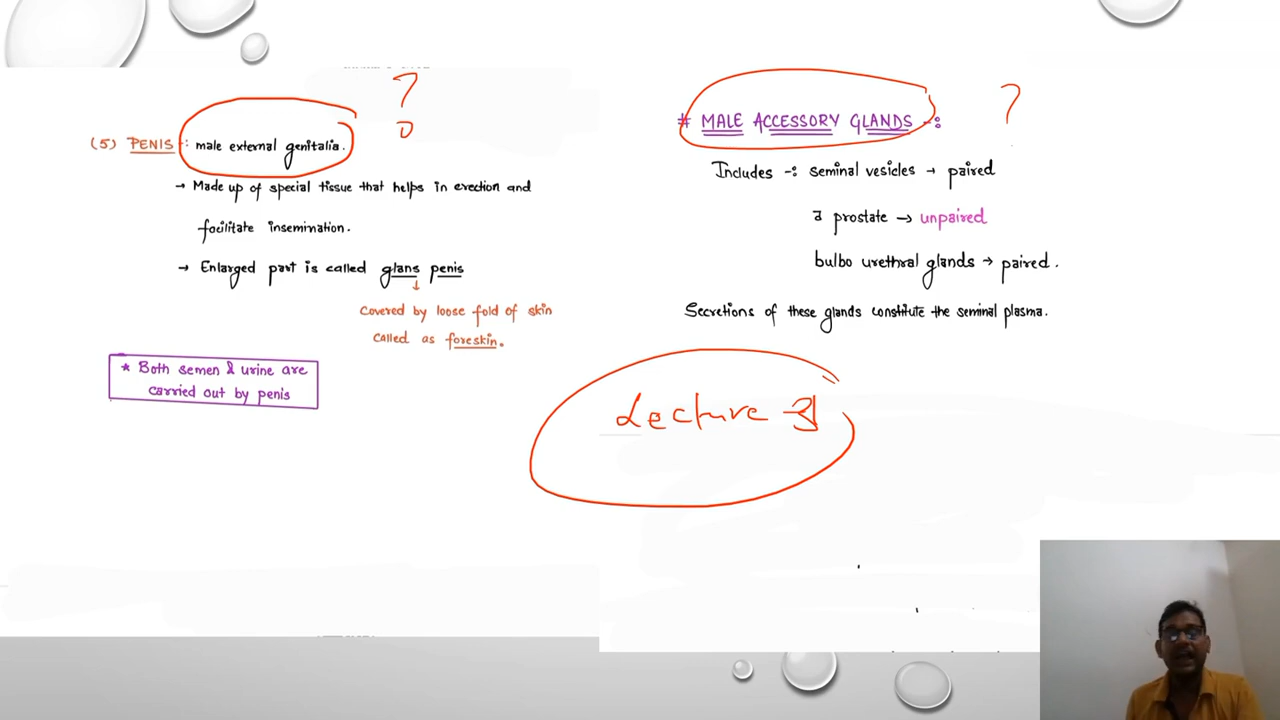 ?
0
(5) PENIS -: male external genitalia.
→ Made up of special tissue that helps in erection and
facilitate insemination.
→ Enlarged part is called glans penis
↓
Covered by loose fold of skin
called as foreskin.
* Both semen & urine are
carried out by penis
?
# MALE ACCESSORY GLANDS -:
Includes -: seminal vesicles → paired
prostate → unpaired
bulbo urethral glands → paired.
Secretions of these glands constitute the seminal plasma.
Lecture